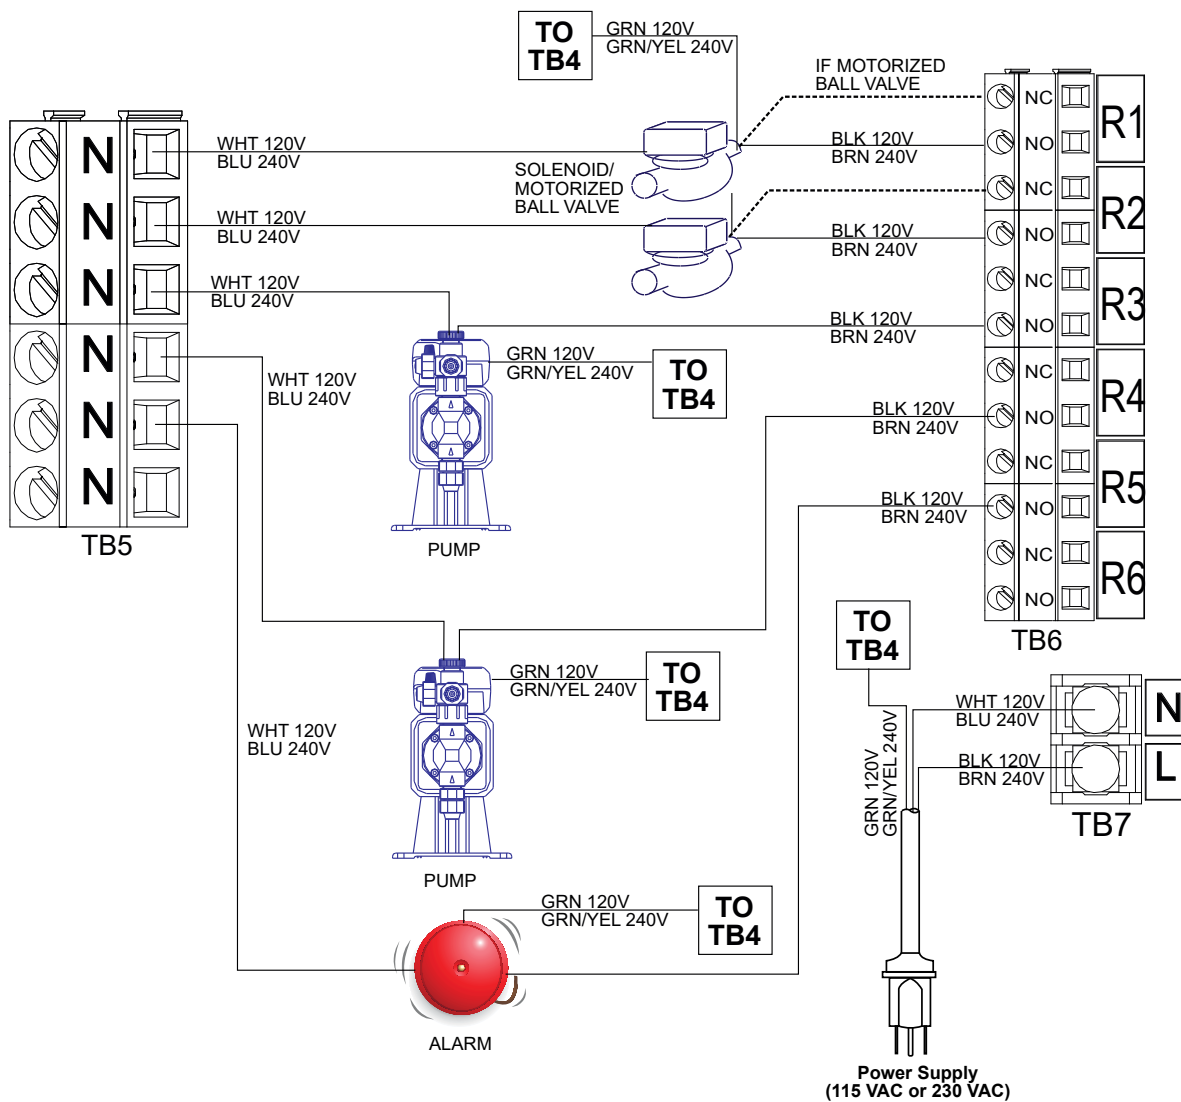 TO
TB4
GRN 120V
GRN/YEL 240V
IF MOTORIZED
BALL VALVE
N
WHT 120V
BLU 240V
SOLENOID/
MOTORIZED
BALL VALVE
BLK 120V
BRN 240V
NC
R1
NO
N
WHT 120V
BLU 240V
BLK 120V
BRN 240V
NC
R2
NO
N
WHT 120V
BLU 240V
BLK 120V
BRN 240V
NC
R3
NO
N
WHT 120V
BLU 240V
GRN 120V
GRN/YEL 240V
TO
TB4
NC
R4
NO
BLK 120V
BRN 240V
N
N
TB5
PUMP
BLK 120V
BRN 240V
NC
R5
NO
NC
R6
NO
TB6
TO
TB4
GRN 120V
GRN/YEL 240V
TO
TB4
WHT 120V
BLU 240V
PUMP
WHT 120V
BLU 240V
N
BLK 120V
BRN 240V
L
TB7
GRN 120V
GRN/YEL 240V
GRN 120V
GRN/YEL 240V
TO
TB4
ALARM
Power Supply
(115 VAC or 230 VAC)